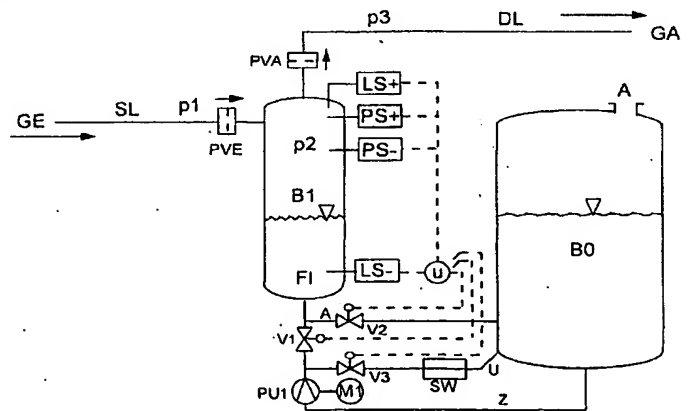 p3
DL
GA
PVA
LS+
A
SL
p1
GE
PS+
PVE
p2
PS-
B1
B0
FI
LS-
u
A
V2
V1
V3
SW
U
PU1
M1
z